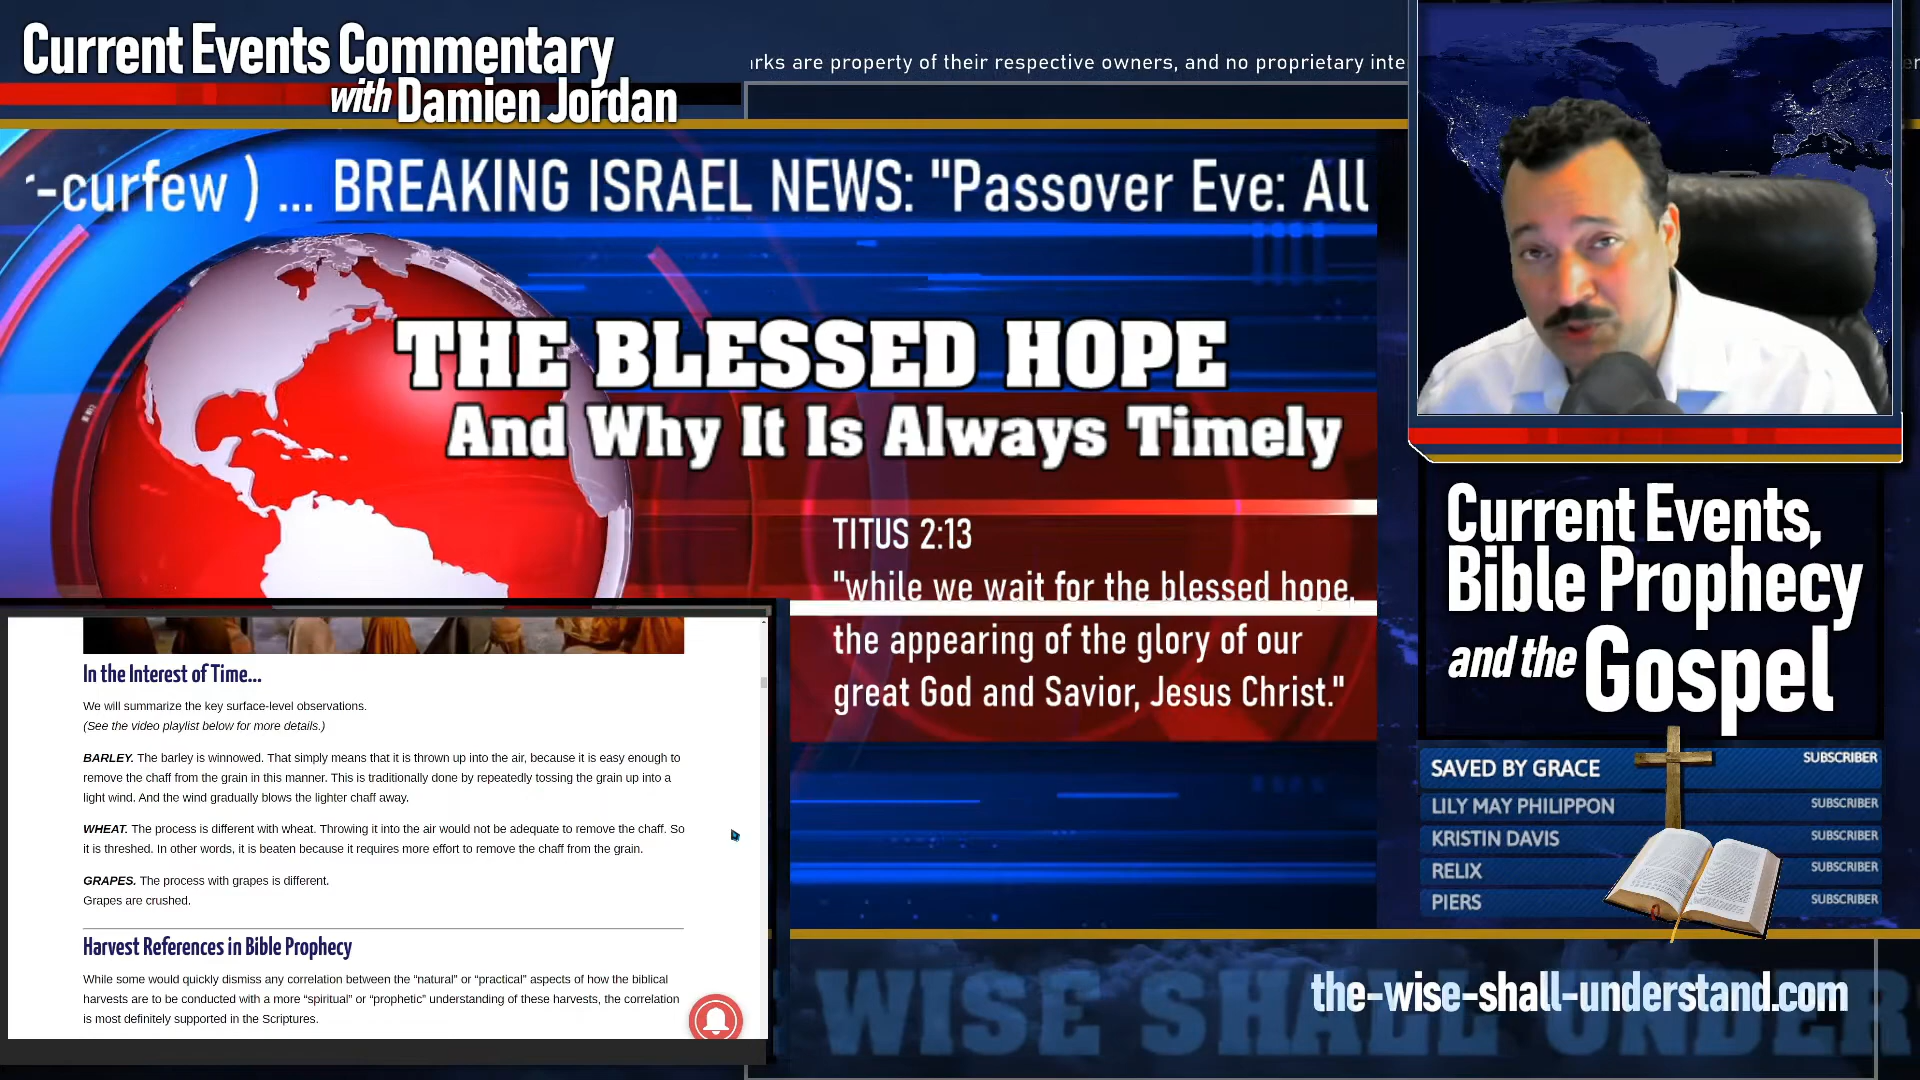 Current Events Commentary
with Damien Jordan
are property of their respective owners, and no proprietary
-curfew ) ... BREAKING ISRAEL NEWS: "Passover Eve: All
THE BLESSED HOPE
And Why It Is Always Timely
TITUS 2:13
"while we wait for the blessed hope,
the appearing of the glory of our
great God and Savior, Jesus Christ."
In the Interest of Time...
We will summarize the key surface-level observations.
(See the video playlist below for more details.)
BARLEY. The barley is winnowed. That simply means that it is thrown up into the air, because it is easy enough to
remove the chaff from the grain in this manner. This is traditionally done by repeatedly tossing the grain up into a
light wind. And the wind gradually blows the lighter chaff away.
WHEAT. The process is different with wheat. Throwing it into the air would not be adequate to remove the chaff. So
it is threshed. In other words, it is beaten because it requires more effort to remove the chaff from the grain.
GRAPES. The process with grapes is different.
Grapes are crushed.
Harvest References in Bible Prophecy
While some would quickly dismiss any correlation between the “natural” or “practical” aspects of how the biblical
harvests are to be conducted with a more “spiritual” or “prophetic” understanding of these harvests, the correlation
is most definitely supported in the Scriptures.
Current Events,
Bible Prophecy
and the Gospel
SAVED BY GRACE SUBSCRIBER
LILY MAY PHILIPPON SUBSCRIBER
KRISTIN DAVIS SUBSCRIBER
RELIX SUBSCRIBER
PIERS SUBSCRIBER
the-wise-shall-understand.com
WISE SHALL UNDER